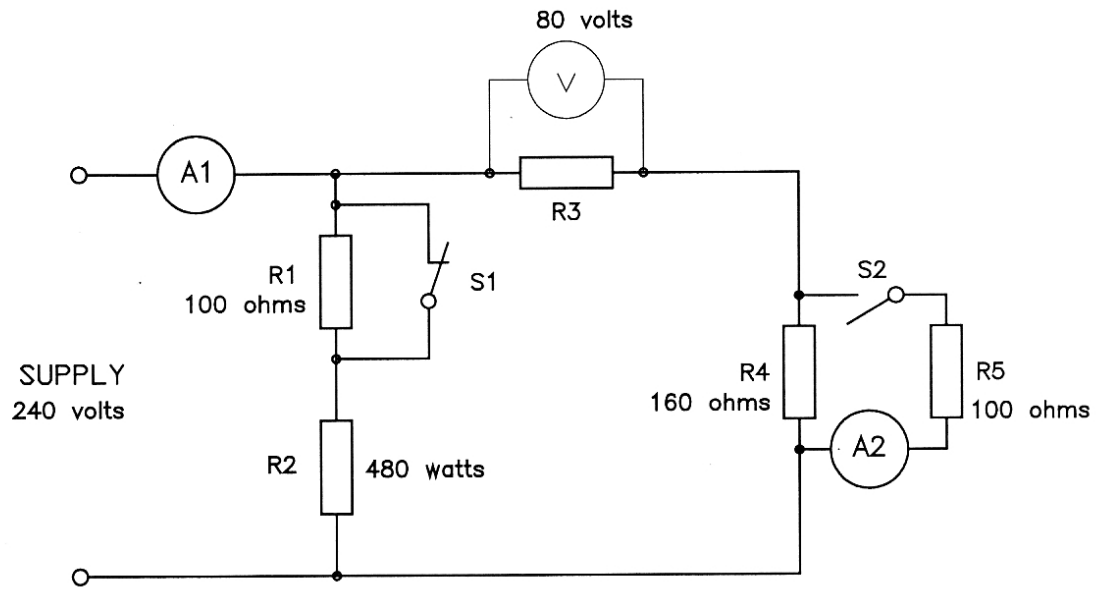 80 volts
V
A1
R3
S2
R1
100 ohms
S1
SUPPLY
240 volts
R4
160 ohms
R5
100 ohms
A2
R2
480 watts